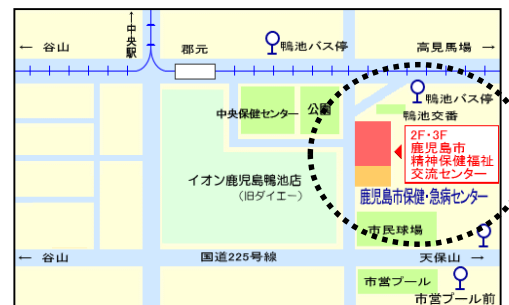 ← 谷山
↑中央駅
郡元
鴨池バス停
高見馬場 →
鴨池バス停
鴨池交番
中央保健センター
公園
2F・3F
鹿児島市
精神保健福祉
交流センター
イオン鹿児島鴨池店
(旧ダイエー)
鹿児島市保健・急病センター
市民球場
← 谷山
国道225号線
天保山 →
市営プール
市営プール前